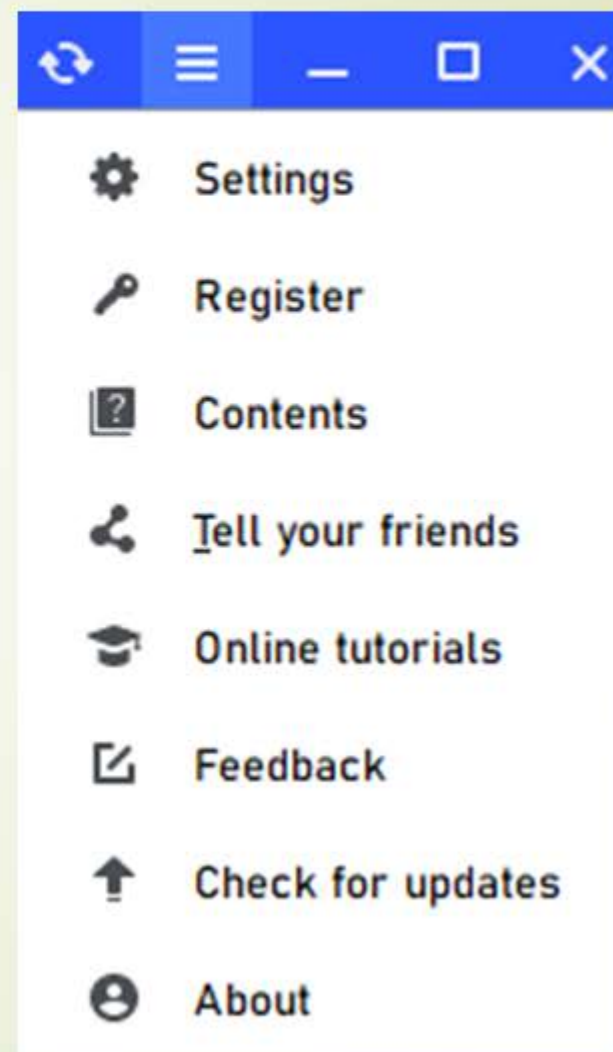 Settings
Register
Contents
Tell your friends
Online tutorials
Feedback
Check for updates
About